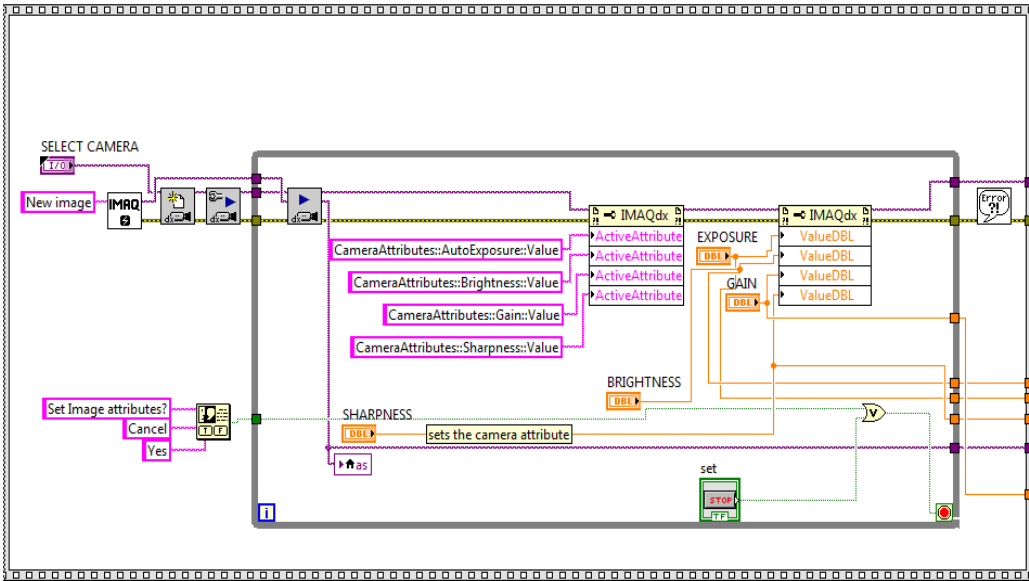 SELECT CAMERA
I/O
New image
IMAQ
IMAQdx
ActiveAttribute
ActiveAttribute
ActiveAttribute
ActiveAttribute
IMAQdx
ValueDBL
ValueDBL
ValueDBL
ValueDBL
Error
?!
CameraAttributes::AutoExposure::Value
CameraAttributes::Brightness::Value
CameraAttributes::Gain::Value
CameraAttributes::Sharpness::Value
EXPOSURE
DBL
GAIN
DBL
BRIGHTNESS
DBL
Set Image attributes?
Cancel
Yes
T F
SHARPNESS
DBL
sets the camera attribute
as
set
STOP
TF
i
V